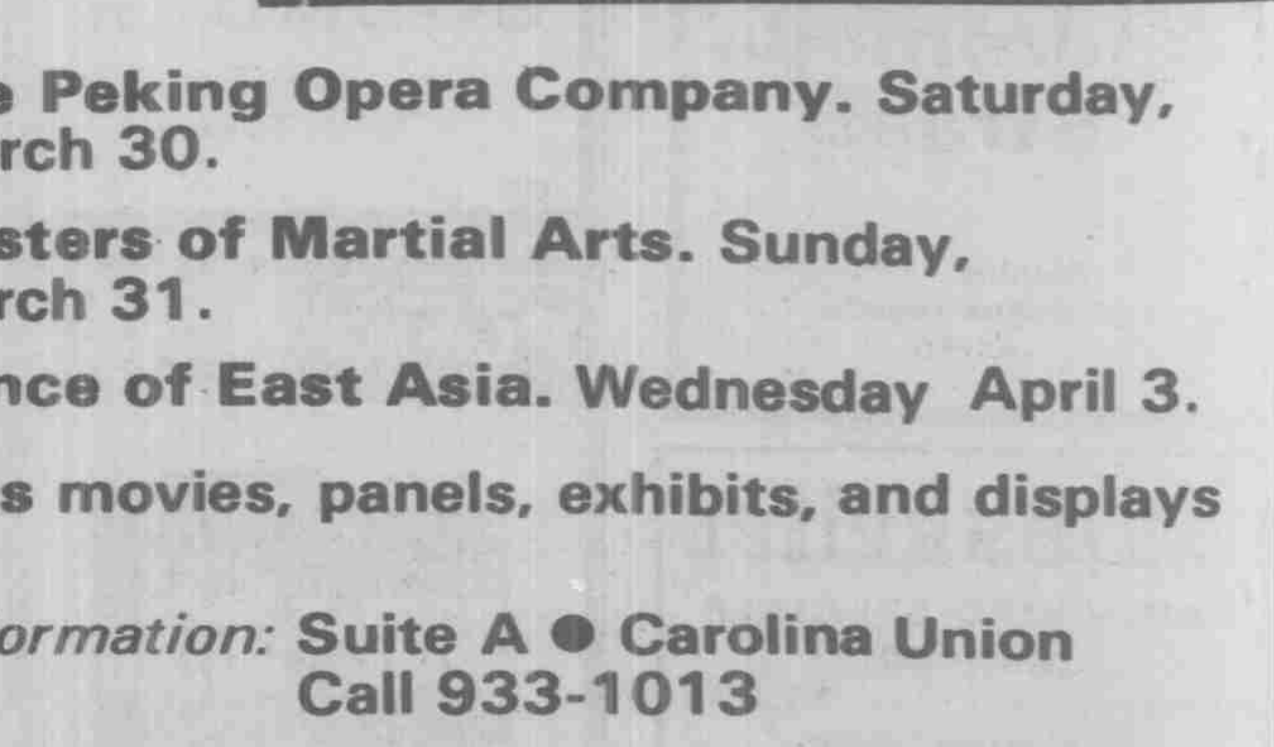 e Peking Opera Company. Saturday,
rch 30.
sters of Martial Arts. Sunday,
rch 31.
nce of East Asia. Wednesday April 3.
s movies, panels, exhibits, and displays
ormation: Suite A ● Carolina Union
Call 933-1013